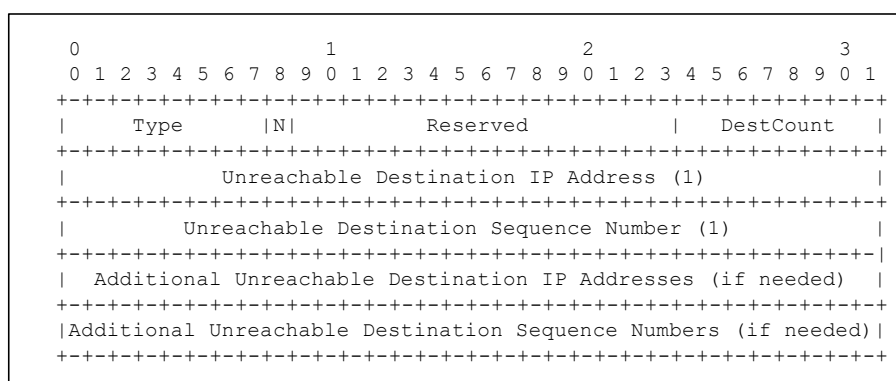 0 1 2 3
0 1 2 3 4 5 6 7 8 9 0 1 2 3 4 5 6 7 8 9 0 1 2 3 4 5 6 7 8 9 0 1
+-+-+-+-+-+-+-+-+-+-+-+-+-+-+-+-+-+-+-+-+-+-+-+-+-+-+-+-+-+-+-+-+
| Type |N| Reserved | DestCount |
+-+-+-+-+-+-+-+-+-+-+-+-+-+-+-+-+-+-+-+-+-+-+-+-+-+-+-+-+-+-+-+-+
| Unreachable Destination IP Address (1) |
+-+-+-+-+-+-+-+-+-+-+-+-+-+-+-+-+-+-+-+-+-+-+-+-+-+-+-+-+-+-+-+-+
| Unreachable Destination Sequence Number (1) |
+-+-+-+-+-+-+-+-+-+-+-+-+-+-+-+-+-+-+-+-+-+-+-+-+-+-+-+-+-+-+-+-|
| Additional Unreachable Destination IP Addresses (if needed) |
+-+-+-+-+-+-+-+-+-+-+-+-+-+-+-+-+-+-+-+-+-+-+-+-+-+-+-+-+-+-+-+-+
|Additional Unreachable Destination Sequence Numbers (if needed)|
+-+-+-+-+-+-+-+-+-+-+-+-+-+-+-+-+-+-+-+-+-+-+-+-+-+-+-+-+-+-+-+-+